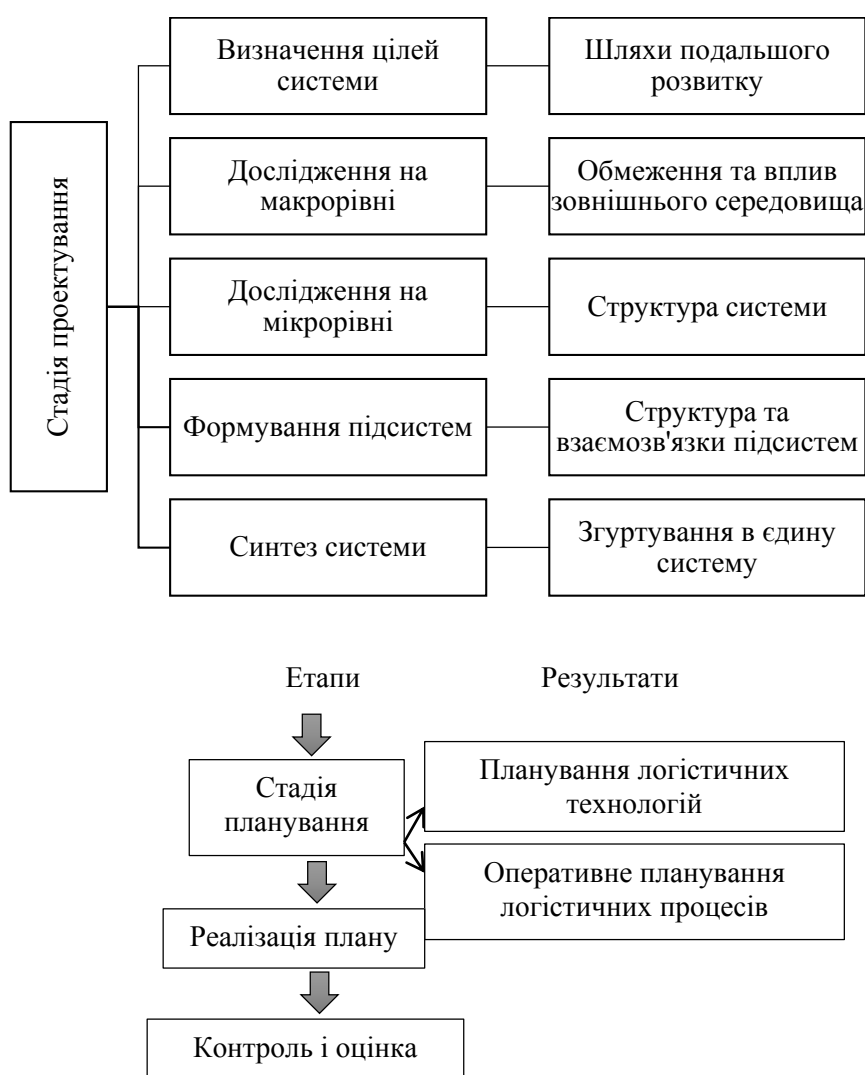 Стадія проектування
Визначення цілей
системи
Шляхи подальшого
розвитку
Дослідження на
макрорівні
Обмеження та вплив
зовнішнього середовища
Дослідження на
мікрорівні
Структура системи
Формування підсистем
Структура та
взаємозв'язки підсистем
Синтез системи
Згуртування в єдину
систему
Етапи
Результати
Стадія
планування
Планування логістичних
технологій
Оперативне планування
логістичних процесів
Реалізація плану
Контроль і оцінка